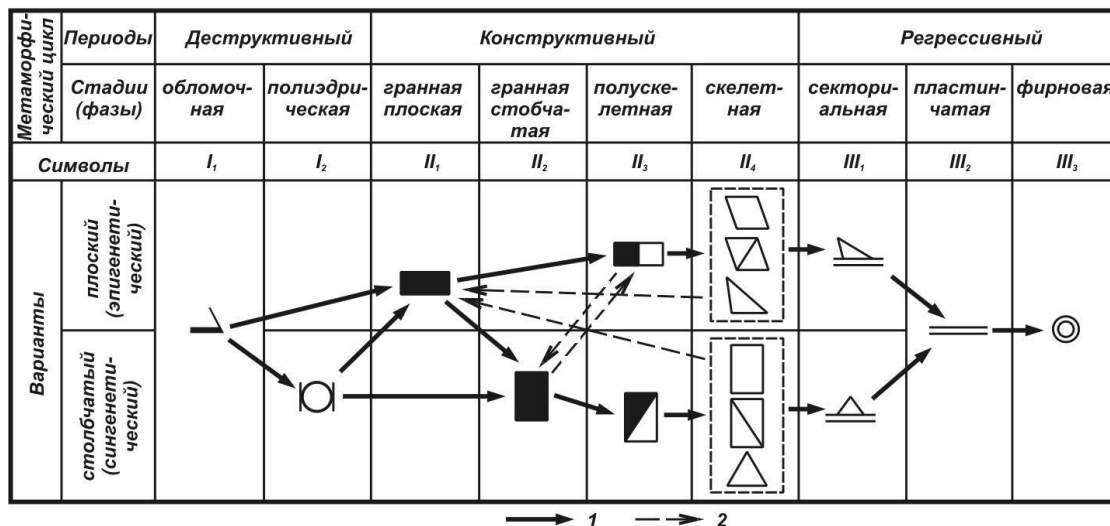 Метаморфи-
ческий цикл
Периоды
Деструктивный
Конструктивный
Регрессивный
Стадии
(фазы)
обломоч-
ная
полиэдри-
ческая
гранная
плоская
гранная
стобча-
тая
полуске-
летная
скелет-
ная
сектори-
альная
пластин-
чатая
фирновая
Символы
I₁
I₂
II₁
II₂
II₃
II₄
III₁
III₂
III₃
Варианты
плоский
(эпигенети-
ческий)
столбчатый
(сингенети-
ческий)
1
2